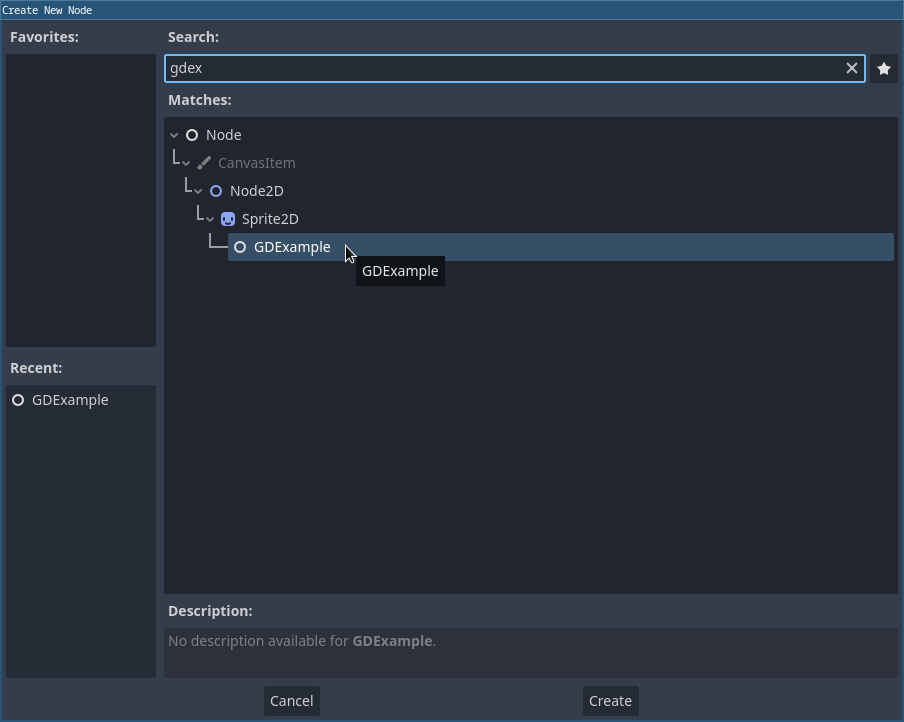 Create New Node
Favorites:
Search:
gdex
Matches:
Node
CanvasItem
Node2D
Sprite2D
GDExample
GDExample
Recent:
GDExample
Description:
No description available for GDExample.
Cancel
Create